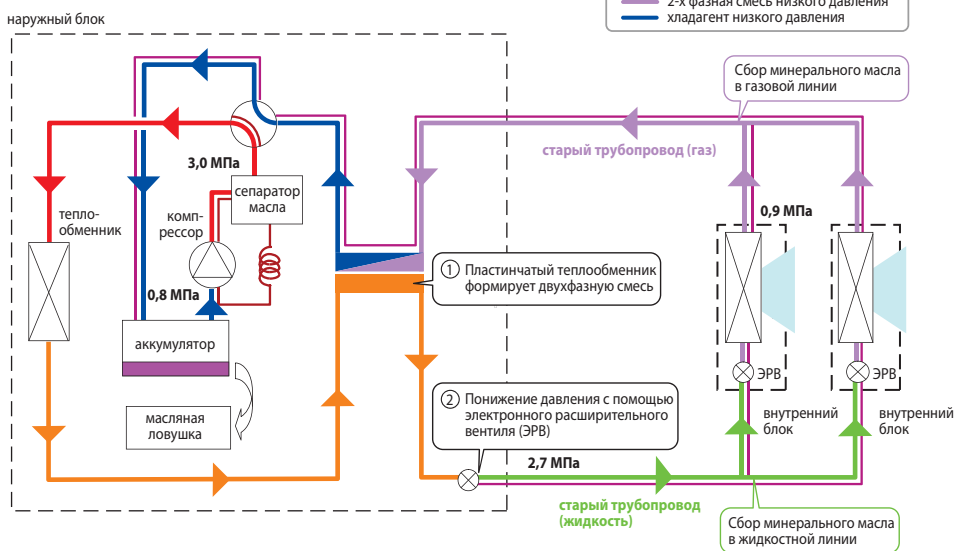 2-х фазная смесь низкого давления
хладагент низкого давления
наружный блок
Сбор минерального масла
в газовой линии
старый трубопровод (газ)
3,0 МПа
сепаратор
масла
тепло-
обменник
комп-
рессор
0,9 МПа
1 Пластинчатый теплообменник
формирует двухфазную смесь
0,8 МПа
аккумулятор
ЭРВ
ЭРВ
2 Понижение давления с помощью
электронного расширительного
вентиля (ЭРВ)
масляная
ловушка
внутренний
блок
внутренний
блок
2,7 МПа
старый трубопровод
(жидкость)
Сбор минерального масла
в жидкостной линии